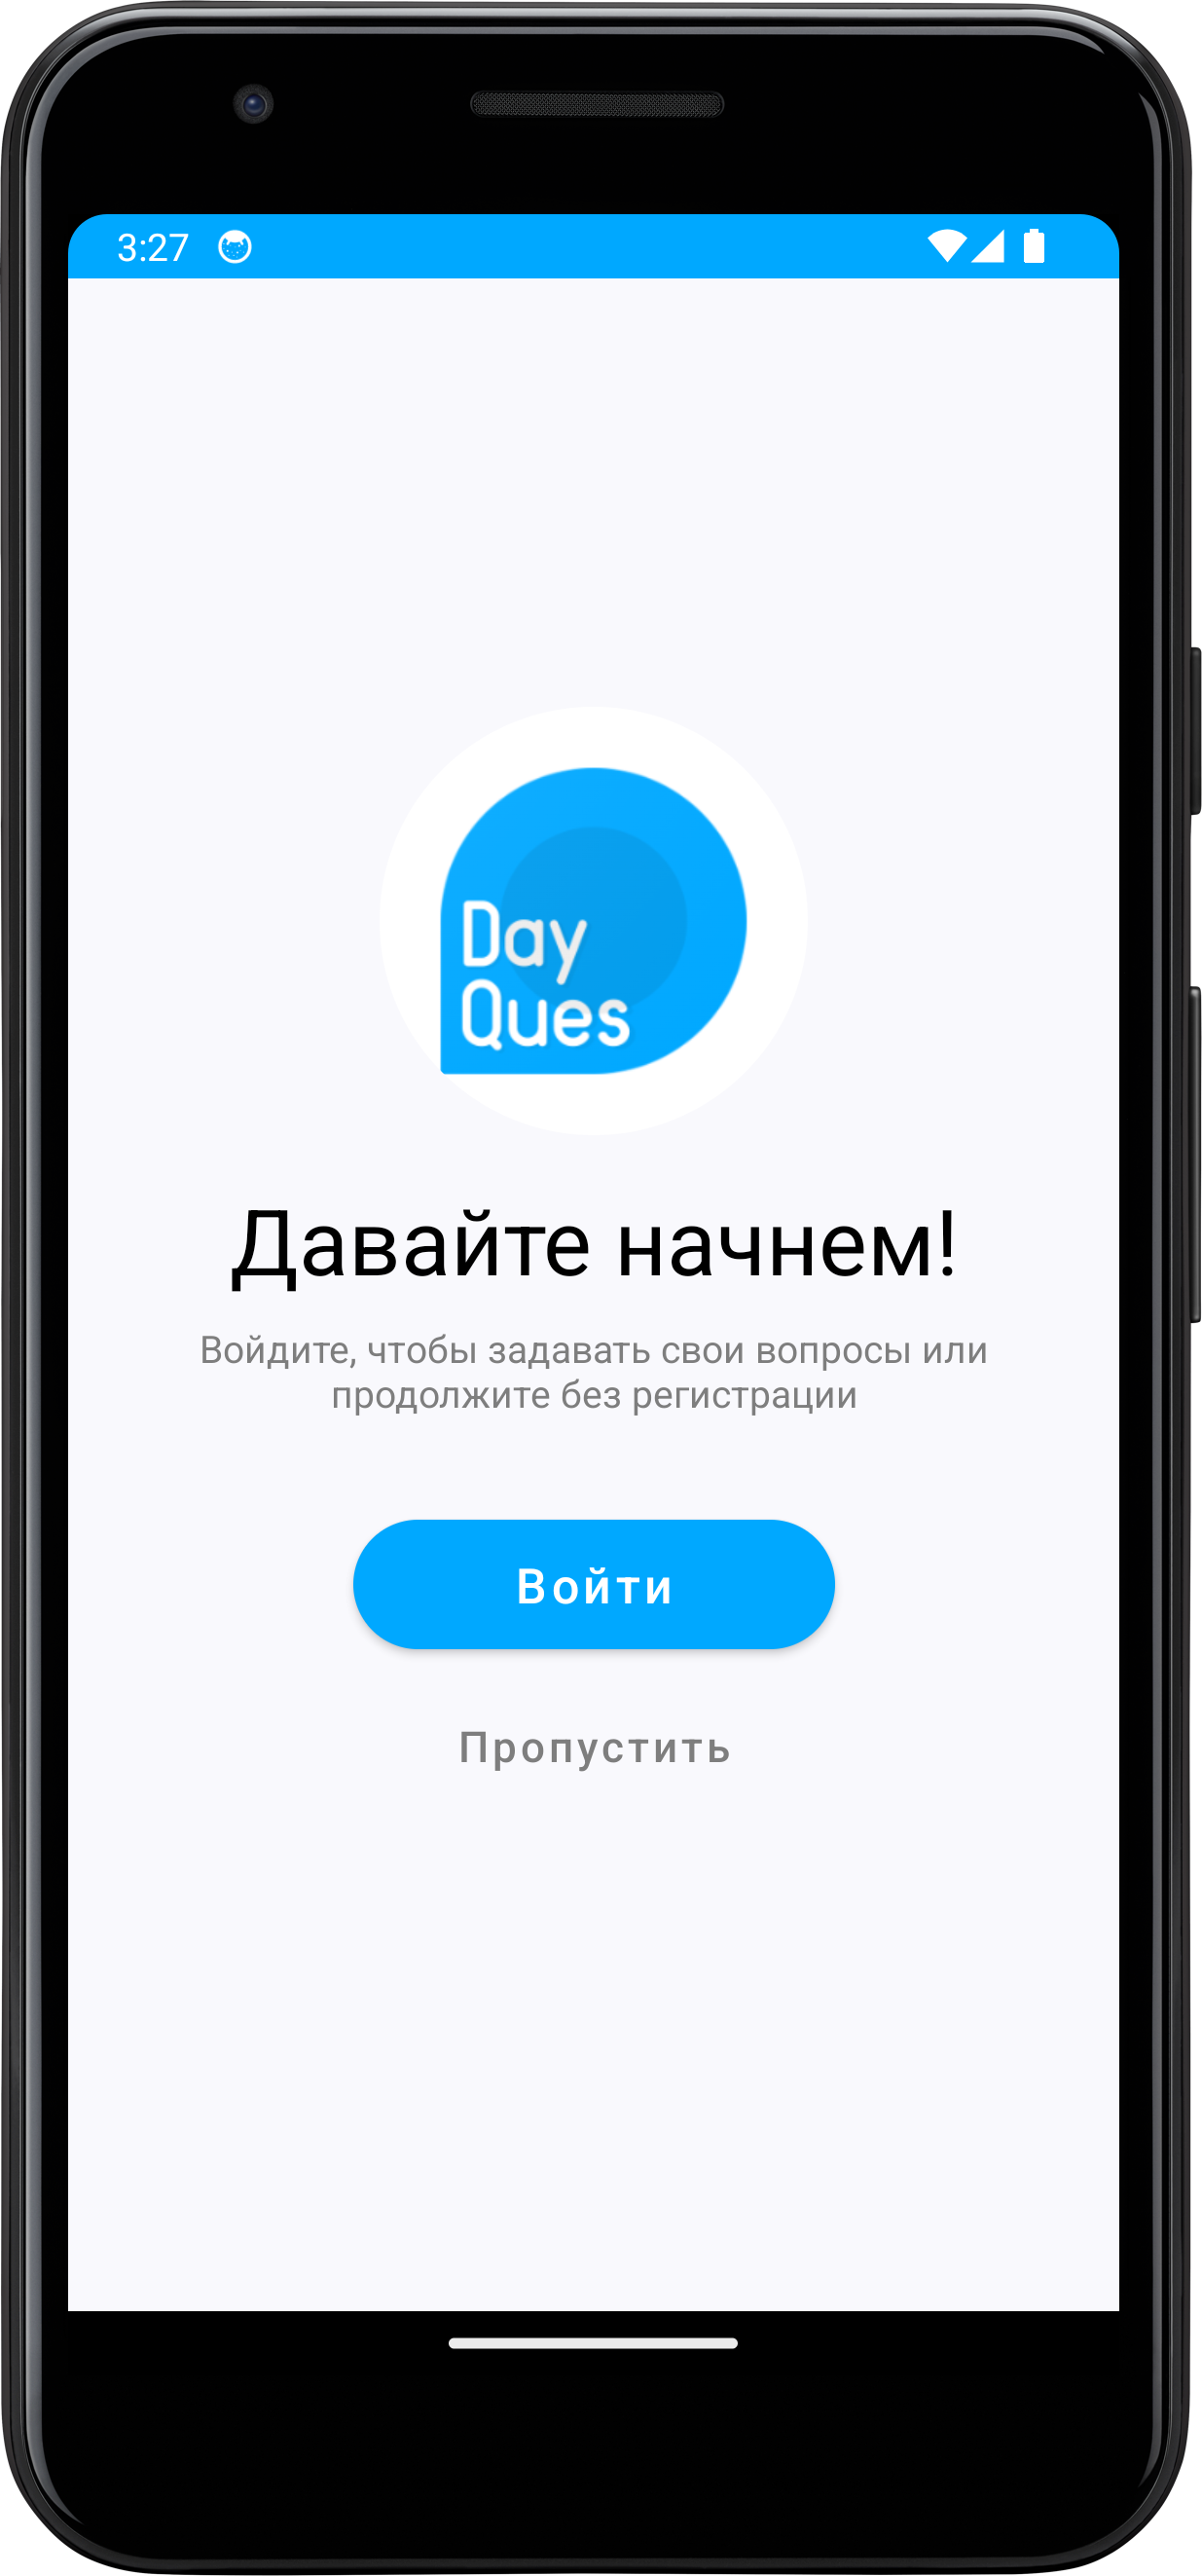 3:27
Day
Ques
Давайте начнем!
Войдите, чтобы задавать свои вопросы или
продолжите без регистрации
Войти
Пропустить